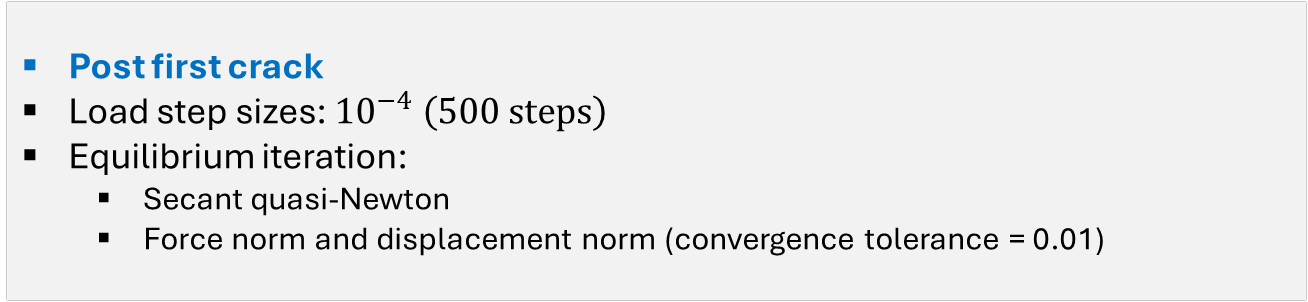 ▪ Post first crack
▪ Load step sizes: 10⁻⁴ (500 steps)
▪ Equilibrium iteration:
▪ Secant quasi-Newton
▪ Force norm and displacement norm (convergence tolerance = 0.01)